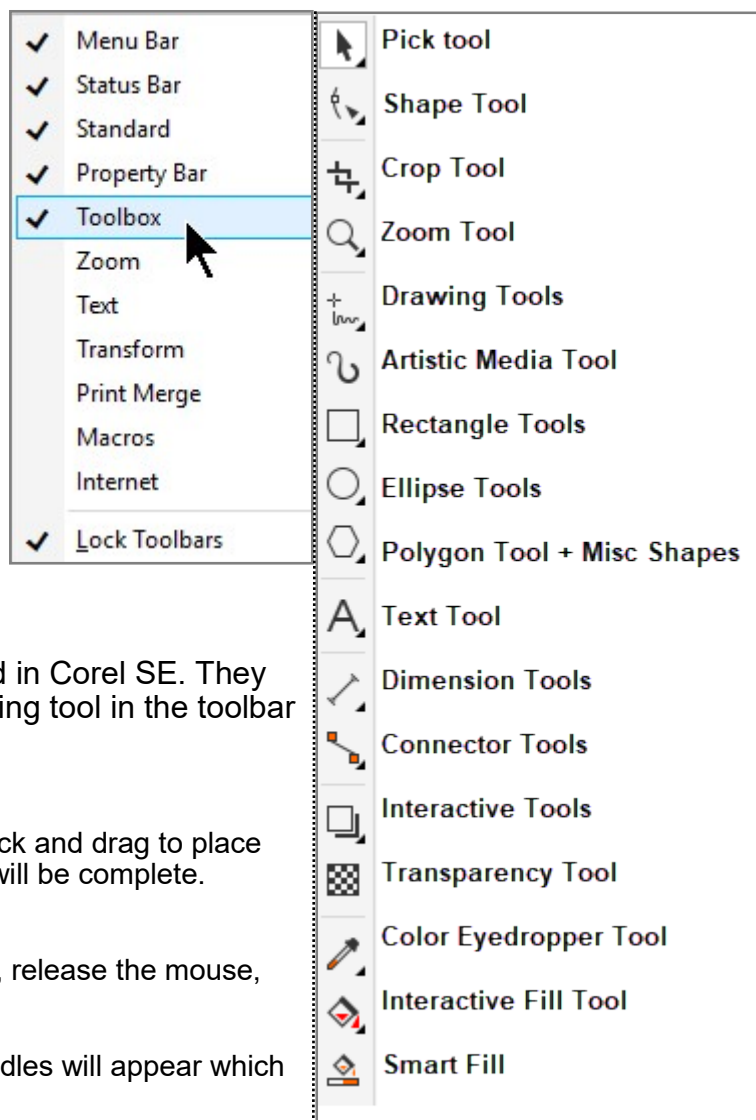 Menu Bar
Status Bar
Standard
Property Bar
Toolbox
Zoom
Text
Transform
Print Merge
Macros
Internet
Lock Toolbars
in Corel SE. They
ing tool in the toolbar
ck and drag to place
will be complete.
, release the mouse,
dles will appear which
Pick tool
Shape Tool
Crop Tool
Zoom Tool
Drawing Tools
Artistic Media Tool
Rectangle Tools
Ellipse Tools
Polygon Tool + Misc Shapes
Text Tool
Dimension Tools
Connector Tools
Interactive Tools
Transparency Tool
Color Eyedropper Tool
Interactive Fill Tool
Smart Fill